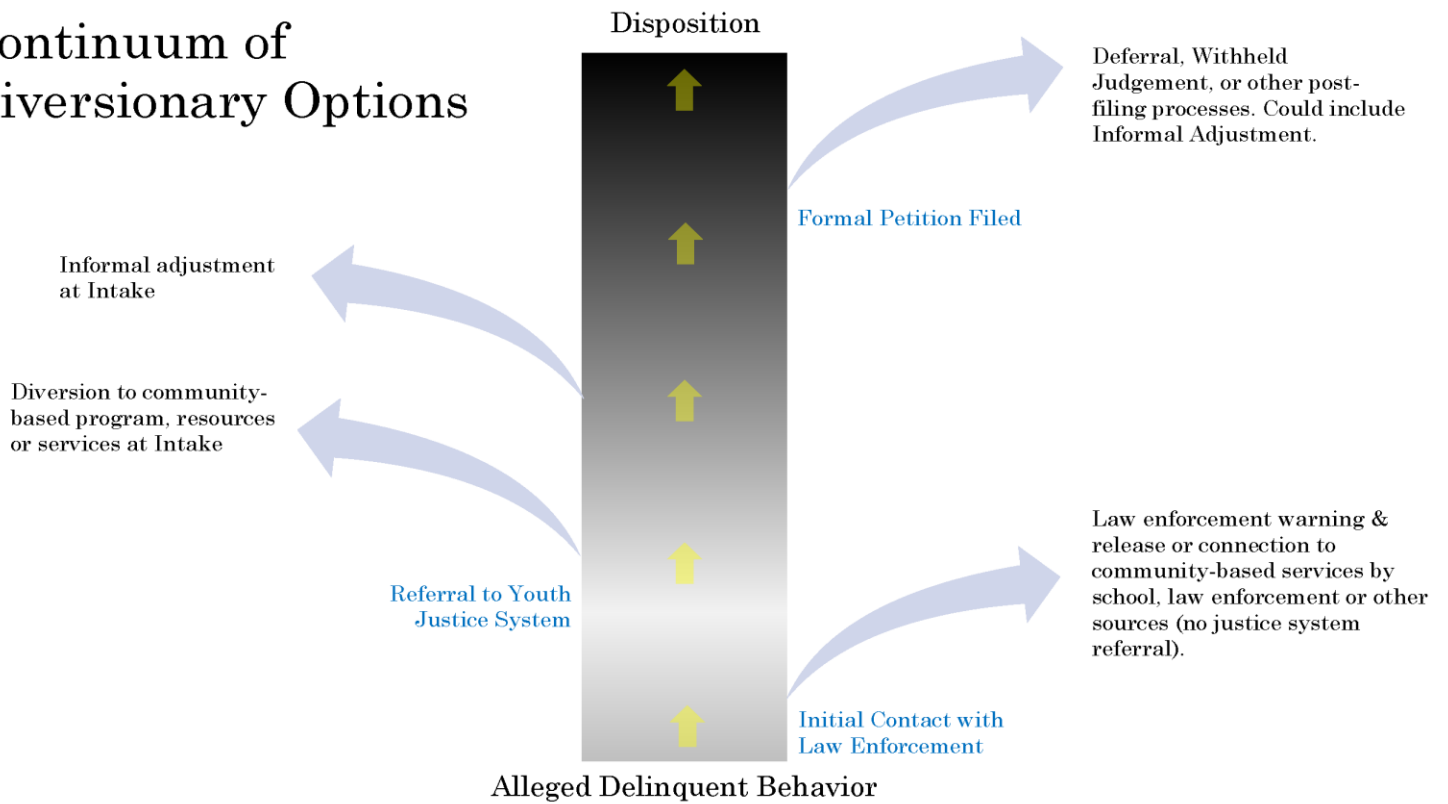 ontinuum of
iversionary Options
Disposition
Deferral, Withheld
Judgement, or other post-
filing processes. Could include
Informal Adjustment.
Formal Petition Filed
Informal adjustment
at Intake
Diversion to community-
based program, resources
or services at Intake
Referral to Youth
Justice System
Law enforcement warning &
release or connection to
community-based services by
school, law enforcement or other
sources (no justice system
referral).
Initial Contact with
Law Enforcement
Alleged Delinquent Behavior